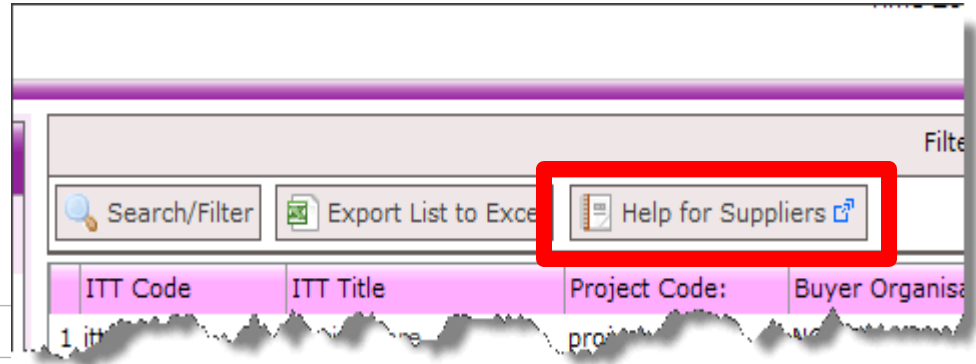 Filte
Search/Filter Export List to Exce Help for Suppliers
ITT Code ITT Title Project Code: Buyer Organisa
1 itt